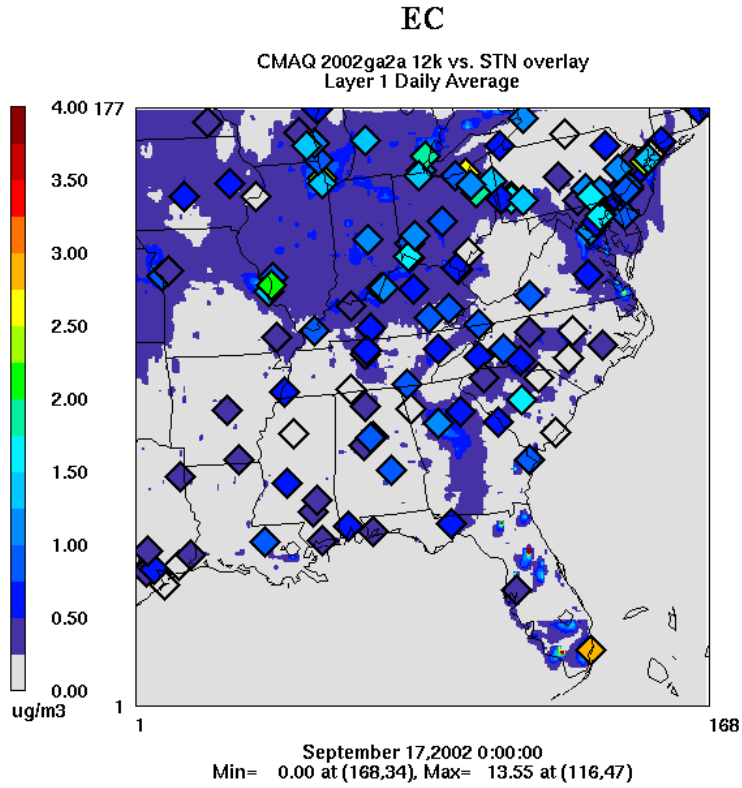 EC
CMAQ 2002ga2a 12k vs. STN overlay
Layer 1 Daily Average
4.00
3.50
3.00
2.50
2.00
1.50
1.00
0.50
0.00
ug/m3
177
1
1
168
September 17,2002 0:00:00
Min= 0.00 at (168,34), Max= 13.55 at (116,47)